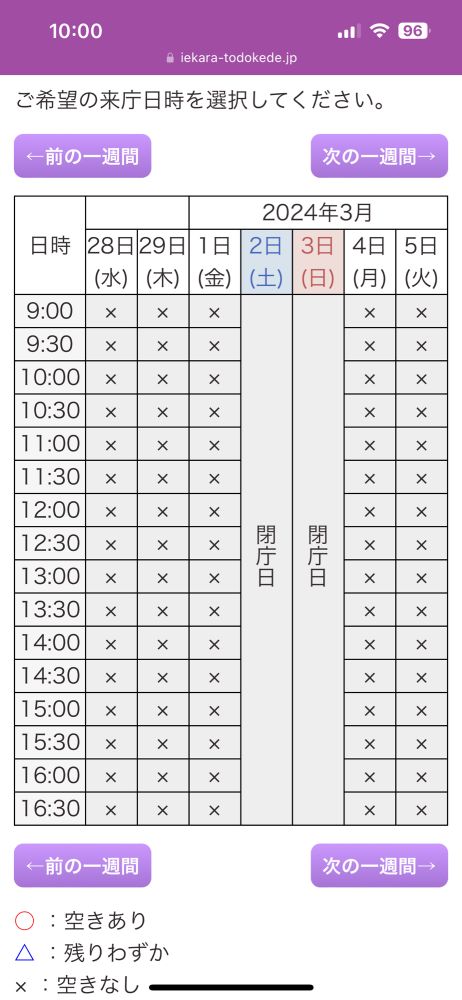 10:00
96
iekara-todokede.jp
ご希望の来庁日時を選択してください。
←前の一週間 次の一週間→
2024年3月
日時 28日 29日 1日 2日 3日 4日 5日
(水) (木) (金) (土) (日) (月) (火)
9:00 × × × × ×
9:30 × × × × ×
10:00 × × × × ×
10:30 × × × × ×
11:00 × × × × ×
11:30 × × × × ×
12:00 × × × × ×
12:30 × × × 閉庁日 閉庁日 × ×
13:00 × × × × ×
13:30 × × × × ×
14:00 × × × × ×
14:30 × × × × ×
15:00 × × × × ×
15:30 × × × × ×
16:00 × × × × ×
16:30 × × × × ×
←前の一週間 次の一週間→
○ ：空きあり
△ ：残りわずか
× ：空きなし